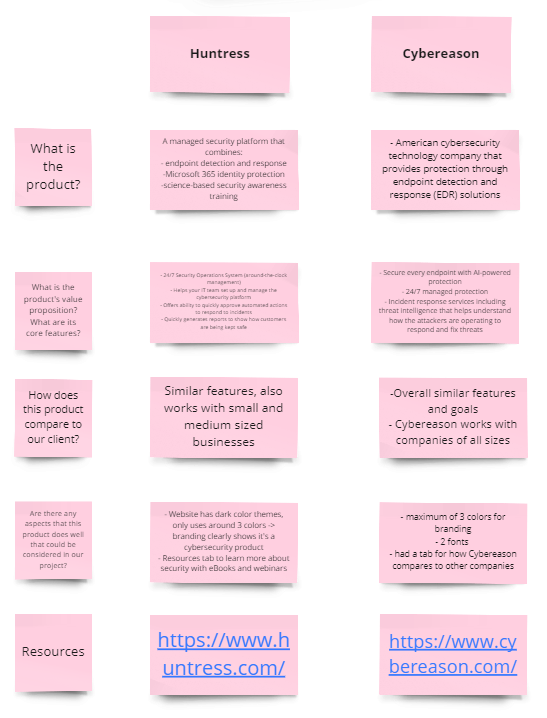 Huntress
Cybereason
What is
the
product?
A managed security platform that
combines:
- endpoint detection and response
-Microsoft 365 identity protection
-science-based security awareness
training
- American cybersecurity
technology company that
provides protection through
endpoint detection and
response (EDR) solutions
What is the
product's value
proposition?
What are its
core features?
- 24/7 Security Operations System (around-the-clock
management)
- Helps your IT team set up and manage the
cybersecurity platform
- Offers ability to quickly approve automated actions
to respond to incidents
- Quickly generates reports to show how customers
are being kept safe
- Secure every endpoint with AI-powered
protection
- 24/7 managed protection
- Incident response services including
threat intelligence that helps understand
how the attackers are operating to
respond and fix threats
How does
this product
compare to
our client?
Similar features, also
works with small and
medium sized
businesses
-Overall similar features
and goals
- Cybereason works with
companies of all sizes
Are there any
aspects that this
product does well
that could be
considered in our
project?
- Website has dark color themes,
only uses around 3 colors ->
branding clearly shows it's a
cybersecurity product
- Resources tab to learn more about
security with eBooks and webinars
- maximum of 3 colors for
branding
- 2 fonts
- had a tab for how Cybereason
compares to other companies
Resources
https://www.h
untress.com/
https://www.cy
bereason.com/